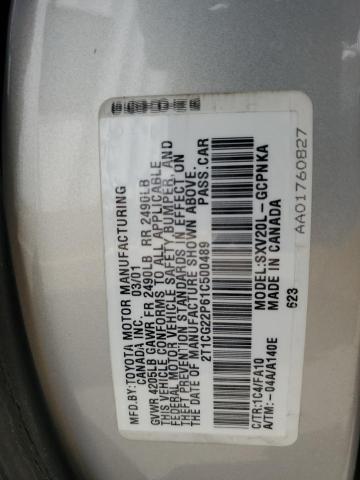 MFD.BY:TOYOTA MOTOR MANUFACTURING
CANADA INC. 03/01
GVWR 4205LB GAWR FR 2490LB RR 2490LB
THIS VEHICLE CONFORMS TO ALL APPLICABLE
FEDERAL MOTOR VEHICLE SAFETY, BUMPER, AND
THEFT PREVENTION STANDARDS IN EFFECT ON
THE DATE OF MANUFACTURE SHOWN ABOVE.
2T1CG22P61C500489 PASS.CAR
C/TR:1C4/FA10 MODEL:SXV20L-GCPNKA
A/TM:-04A/A140E MADE IN CANADA
623
AA01760827